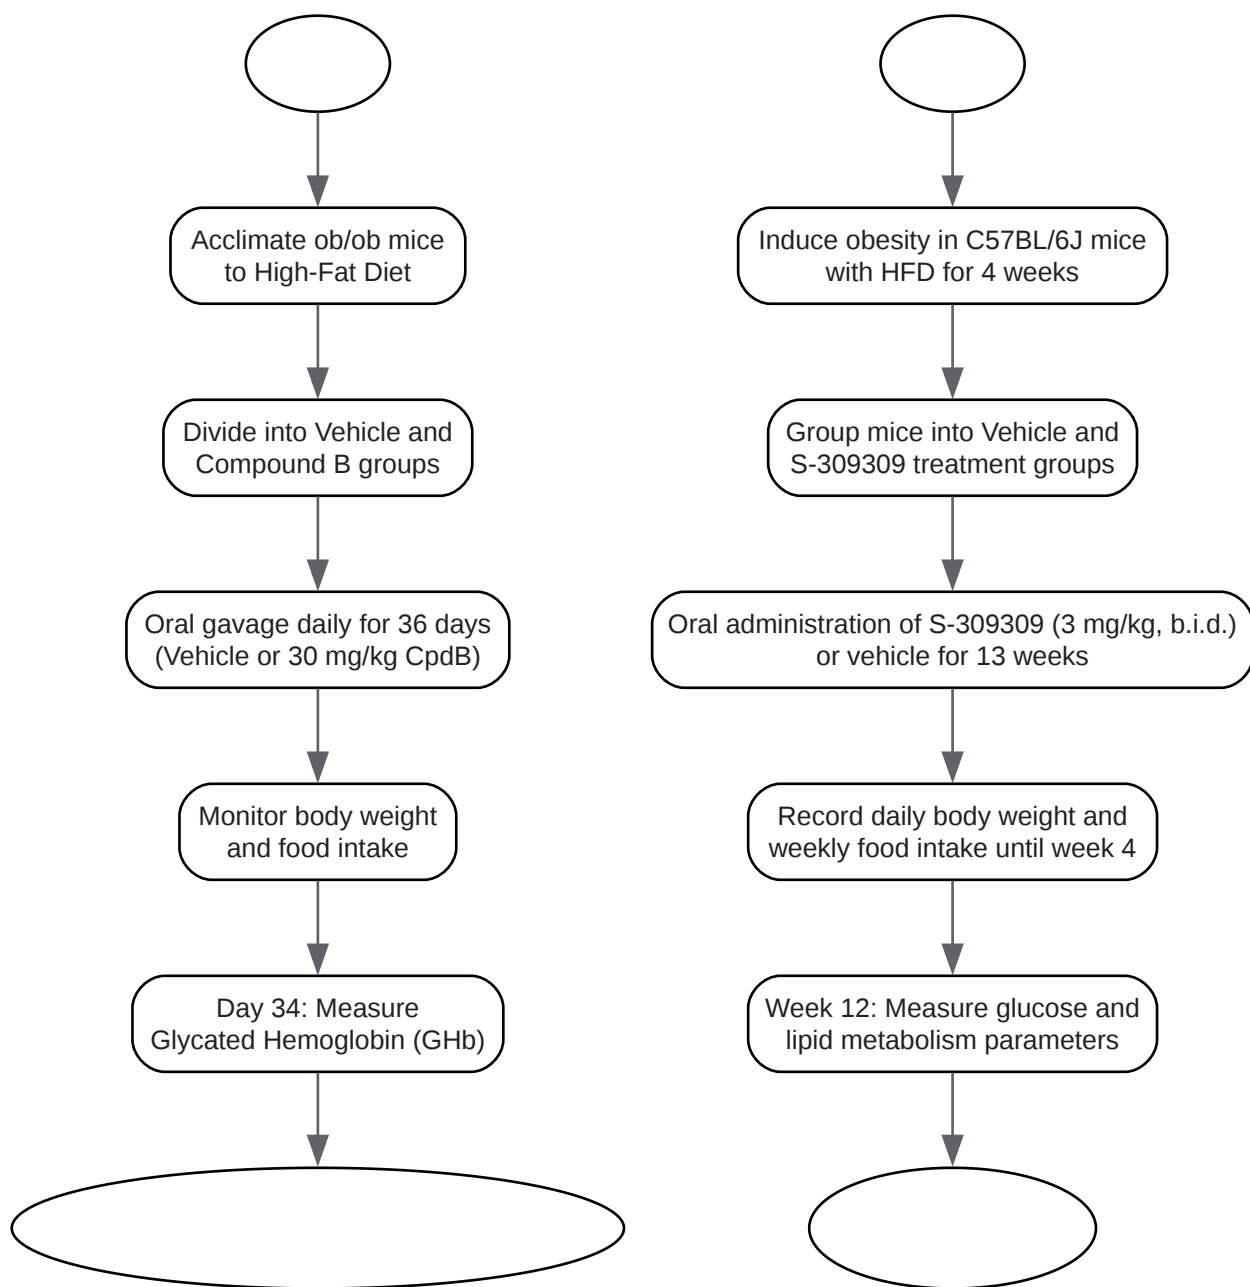 Acclimate ob/ob mice
to High-Fat Diet
Divide into Vehicle and
Compound B groups
Oral gavage daily for 36 days
(Vehicle or 30 mg/kg CpdB)
Monitor body weight
and food intake
Day 34: Measure
Glycated Hemoglobin (GHb)
Induce obesity in C57BL/6J mice
with HFD for 4 weeks
Group mice into Vehicle and
S-309309 treatment groups
Oral administration of S-309309 (3 mg/kg, b.i.d.)
or vehicle for 13 weeks
Record daily body weight and
weekly food intake until week 4
Week 12: Measure glucose and
lipid metabolism parameters